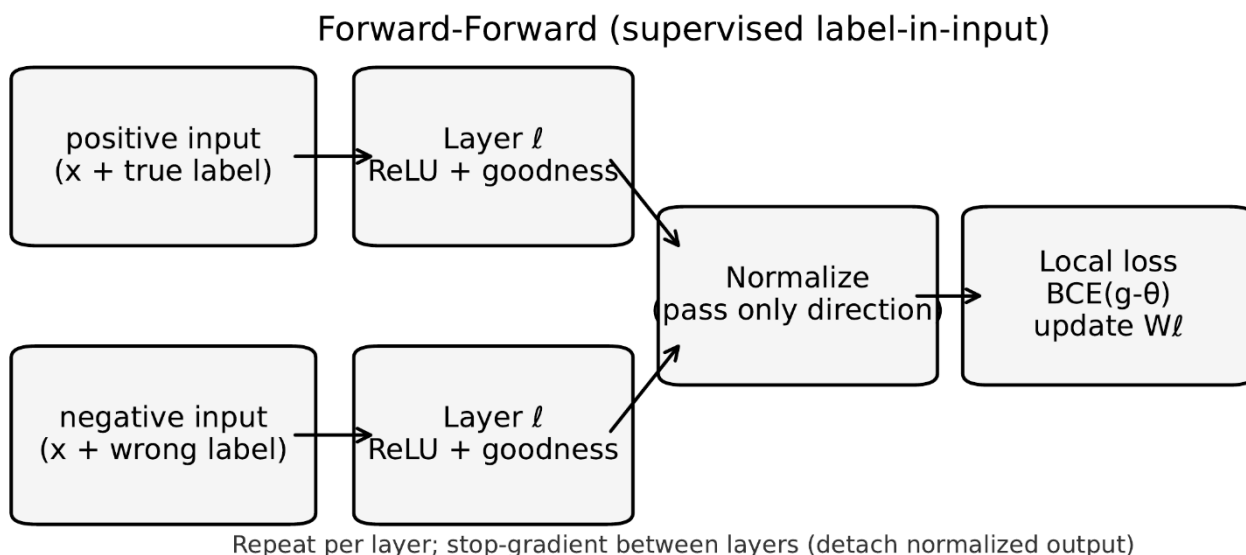 Forward-Forward (supervised label-in-input)
positive input
(x + true label)
Layer ℓ
ReLU + goodness
negative input
(x + wrong label)
Layer ℓ
ReLU + goodness
Normalize
(pass only direction)
Local loss
BCE(g-θ)
update Wℓ
Repeat per layer; stop-gradient between layers (detach normalized output)